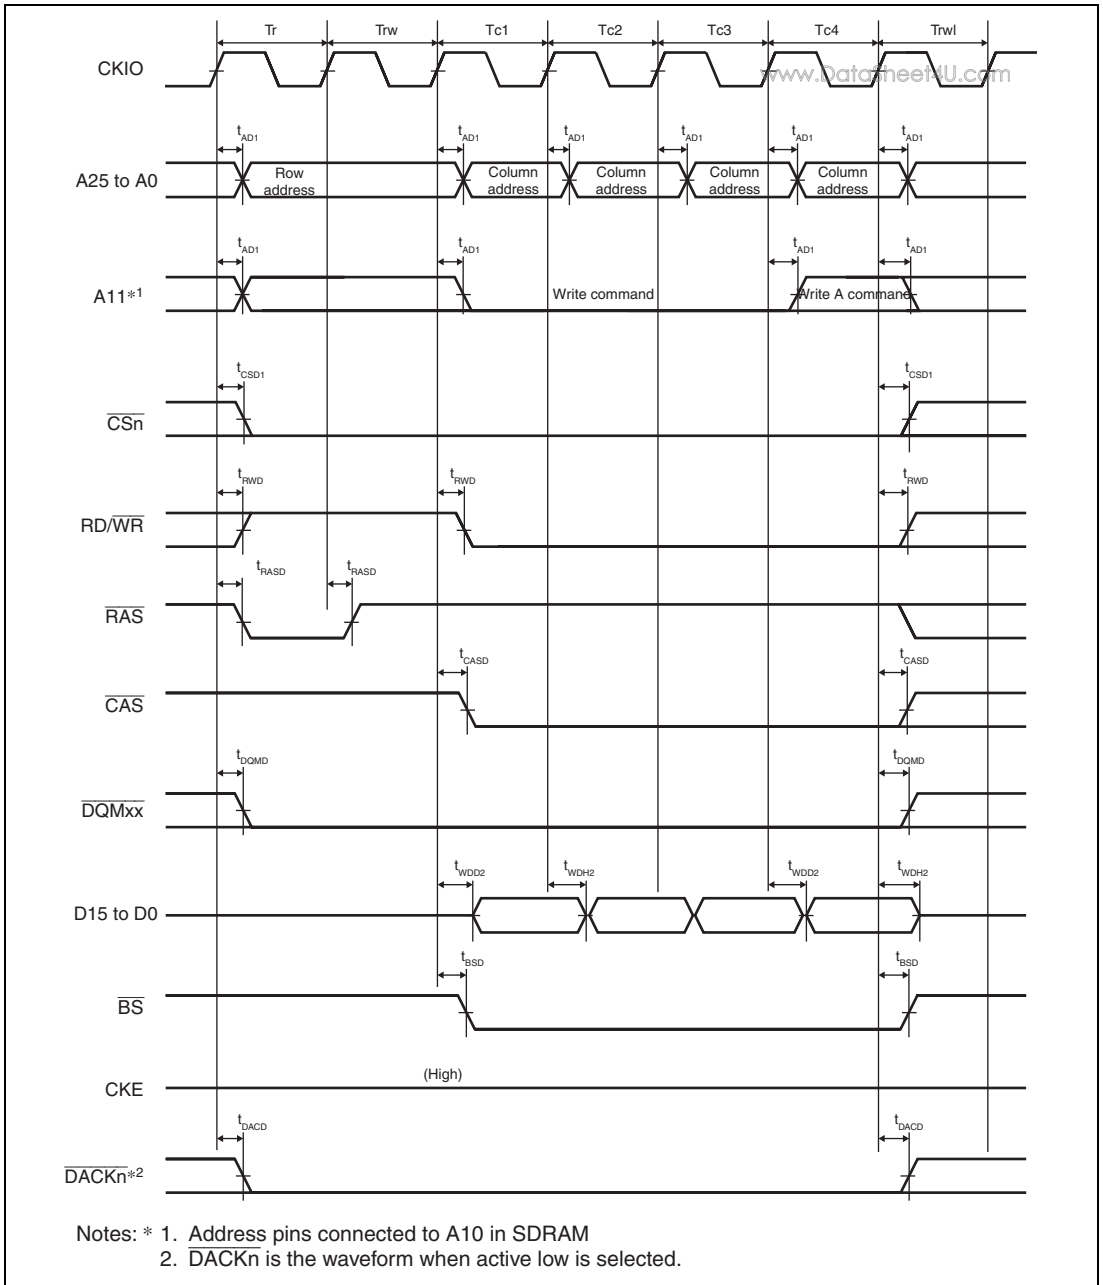 Tr Trw Tc1 Tc2 Tc3 Tc4 Trwl
CKIO
www.DataSheet4U.com
tAD1 tAD1 tAD1 tAD1 tAD1 tAD1
A25 to A0
Row address
Column address
Column address
Column address
Column address
tAD1 tAD1 tAD1 tAD1
A11*1
Write command
Write A command
tCSD1 tCSD1
CSn
tRWD tRWD tRWD
RD/WR
tRASD tRASD
RAS
tCASD tCASD
CAS
tDQMD tDQMD
DQMxx
tWDD2 tWDH2 tWDD2 tWDH2
D15 to D0
tBSD tBSD
BS
(High)
CKE
tDACD tDACD
DACKn*2
Notes: * 1. Address pins connected to A10 in SDRAM
2. DACKn is the waveform when active low is selected.